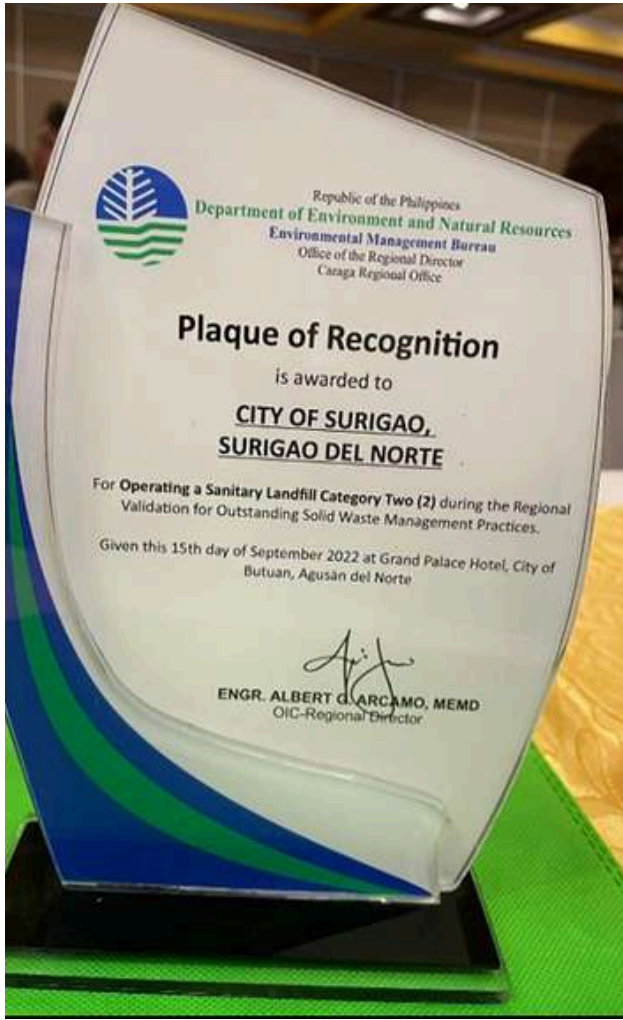 Republic of the Philippines
Department of Environment and Natural Resources
Environmental Management Bureau
Office of the Regional Director
Caraga Regional Office
Plaque of Recognition
is awarded to
CITY OF SURIGAO,
SURIGAO DEL NORTE
For Operating a Sanitary Landfill Category Two (2) during the Regional
Validation for Outstanding Solid Waste Management Practices.
Given this 15th day of September 2022 at Grand Palace Hotel, City of
Butuan, Agusan del Norte
ENGR. ALBERT G. ARCAMO, MEMD
OIC-Regional Director